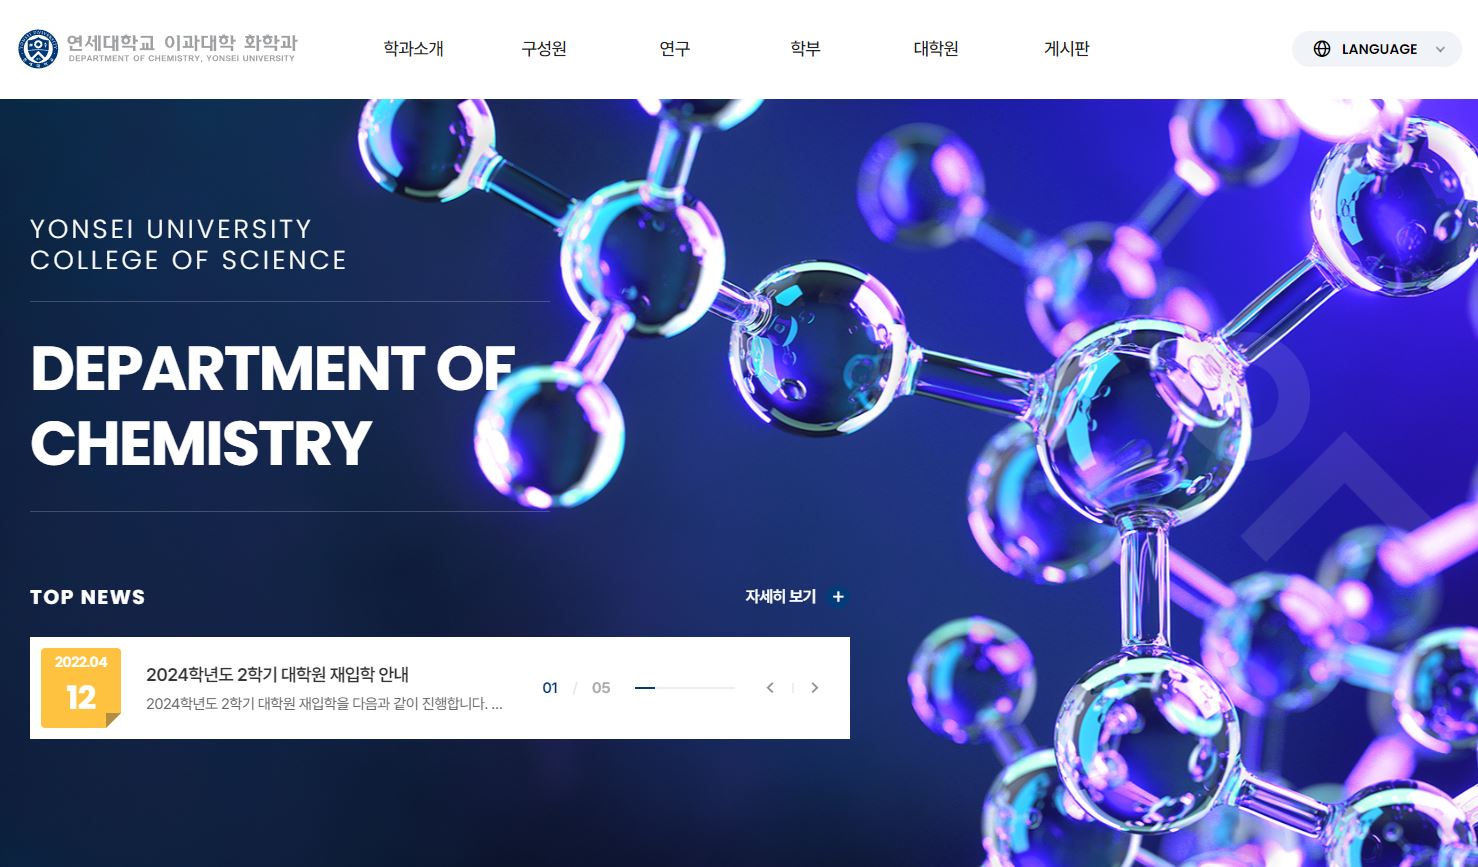 연세대학교 이과대학 화학과
DEPARTMENT OF CHEMISTRY, YONSEI UNIVERSITY
학과소개 구성원 연구 학부 대학원 게시판
LANGUAGE
YONSEI UNIVERSITY
COLLEGE OF SCIENCE
DEPARTMENT OF
CHEMISTRY
TOP NEWS
자세히 보기 +
2022.04
12
2024학년도 2학기 대학원 재입학 안내
2024학년도 2학기 대학원 재입학을 다음과 같이 진행합니다. ...
01 / 05